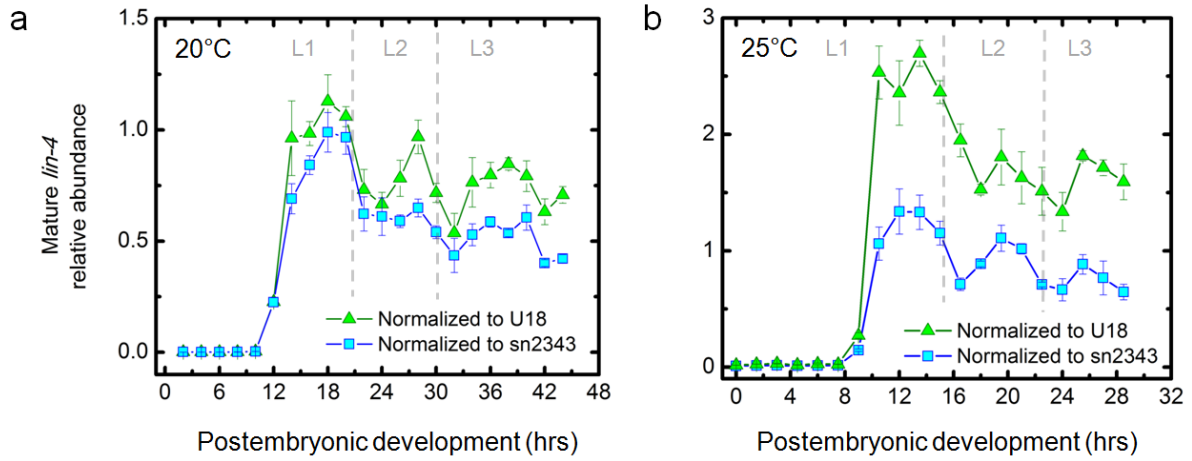 a
20°C
L1
L2
L3
Mature lin-4
relative abundance
1.5
1.0
0.5
0.0
Normalized to U18
Normalized to sn2343
0 6 12 18 24 30 36 42 48
Postembryonic development (hrs)
b
25°C
L1
L2
L3
3
2
1
0
Normalized to U18
Normalized to sn2343
0 4 8 12 16 20 24 28 32
Postembryonic development (hrs)